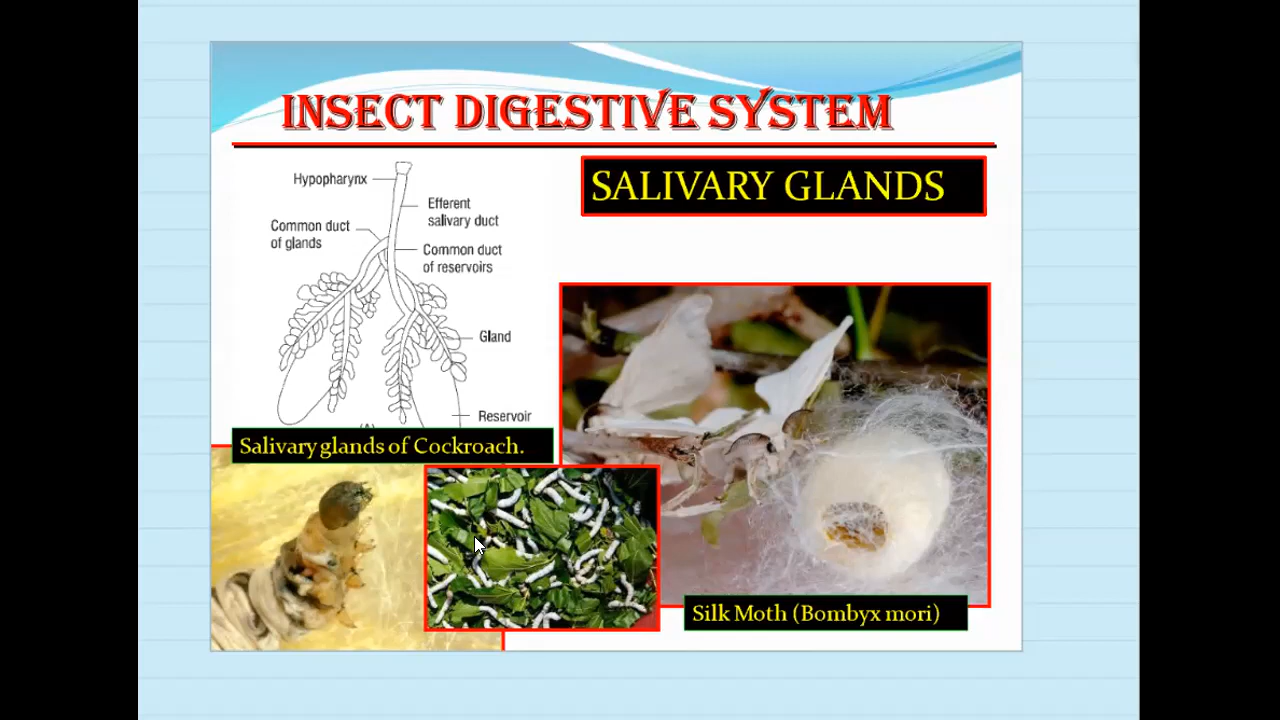 INSECT DIGESTIVE SYSTEM
SALIVARY GLANDS
Hypopharynx
Efferent
salivary duct
Common duct
of glands
Common duct
of reservoirs
Gland
Reservoir
Salivary glands of Cockroach.
Silk Moth (Bombyx mori)